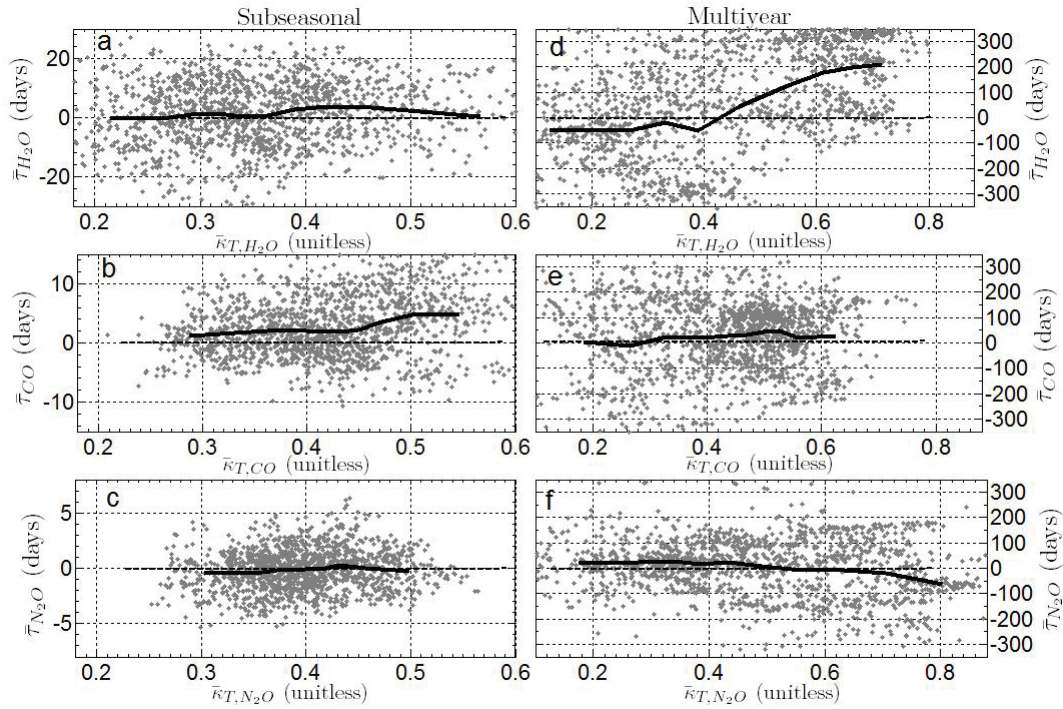 Subseasonal
Multiyear
a
20
0
-20
τ̄_{H₂O} (days)
0.2 0.3 0.4 0.5 0.6
κ̄_{T,H₂O} (unitless)
d
300
200
100
0
-100
-200
-300
τ̄_{H₂O} (days)
0.2 0.4 0.6 0.8
κ̄_{T,H₂O} (unitless)
b
10
0
-10
τ̄_{CO} (days)
0.2 0.3 0.4 0.5 0.6
κ̄_{T,CO} (unitless)
e
300
200
100
0
-100
-200
-300
τ̄_{CO} (days)
0.2 0.4 0.6 0.8
κ̄_{T,CO} (unitless)
c
5
0
-5
τ̄_{N₂O} (days)
0.2 0.3 0.4 0.5 0.6
κ̄_{T,N₂O} (unitless)
f
300
200
100
0
-100
-200
-300
τ̄_{N₂O} (days)
0.2 0.4 0.6 0.8
κ̄_{T,N₂O} (unitless)